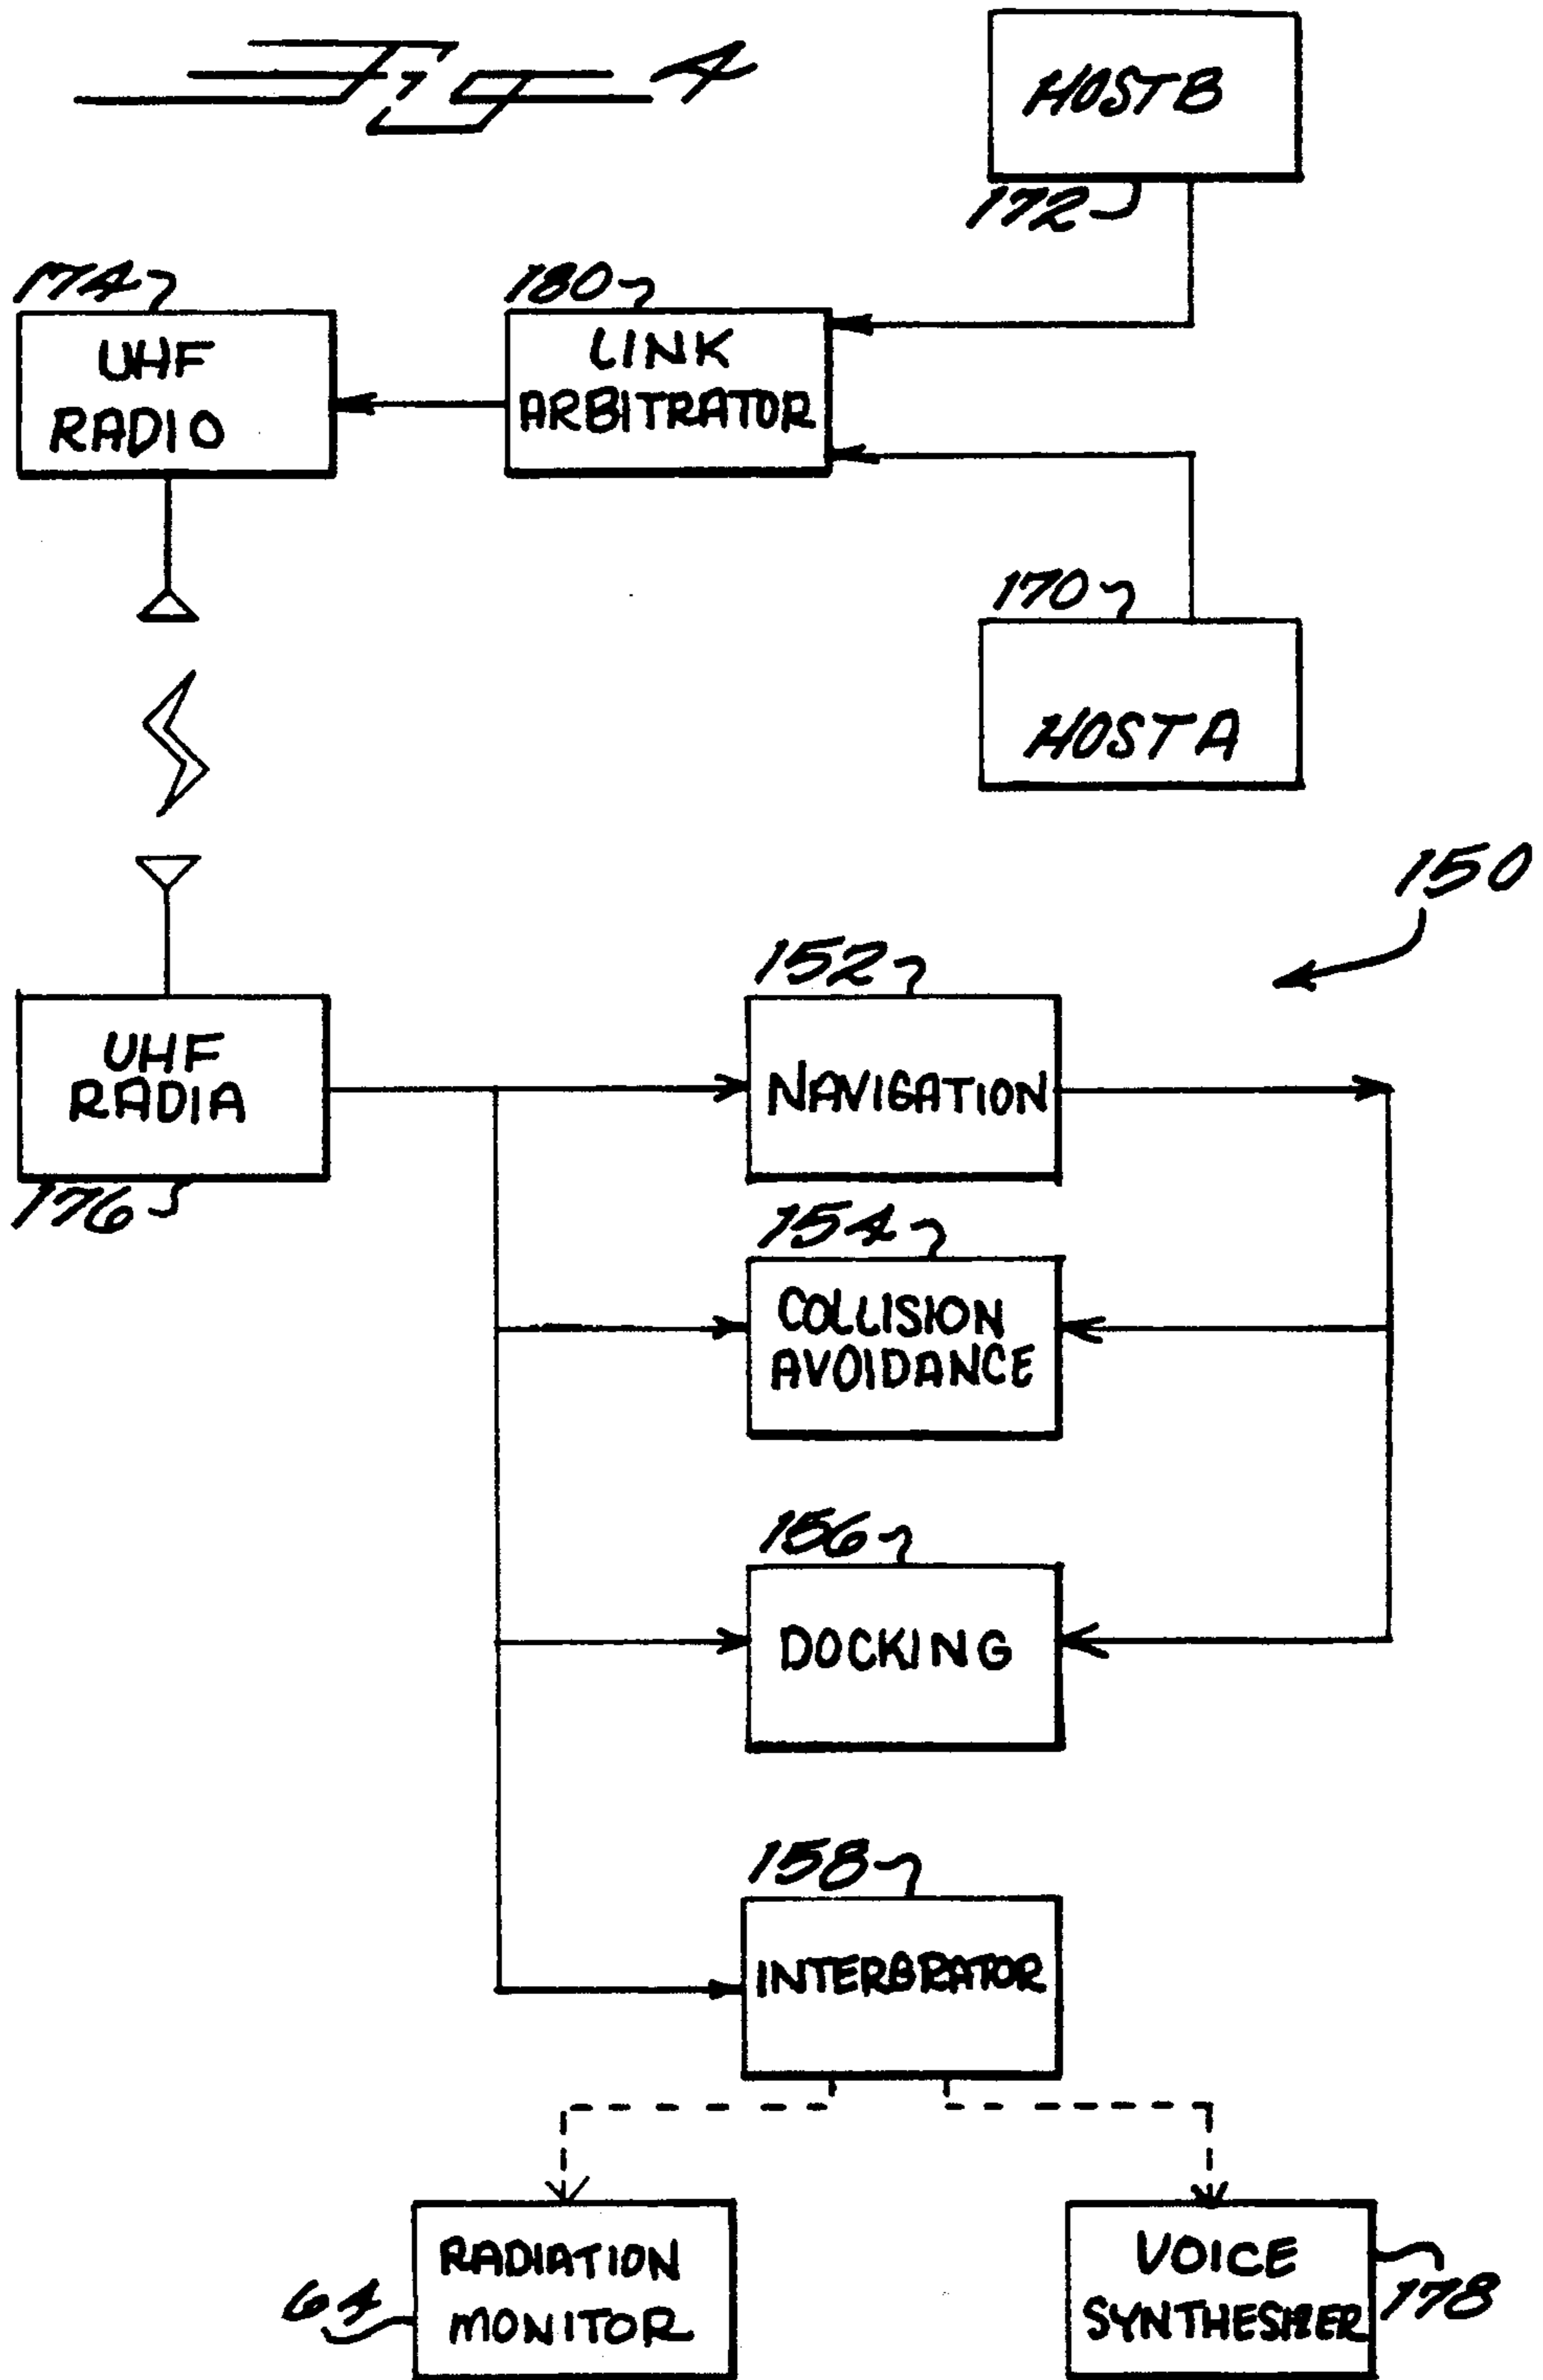 Fig 4
HOST B
172
174
180
UHF
RADIO
LINK
ARBITRATOR
170
HOST A
150
152
UHF
RADIA
NAVIGATION
176
154
COLLISION
AVOIDANCE
156
DOCKING
158
INTERGRATOR
RADIATION
MONITOR
64
VOICE
SYNTHESIZER
178